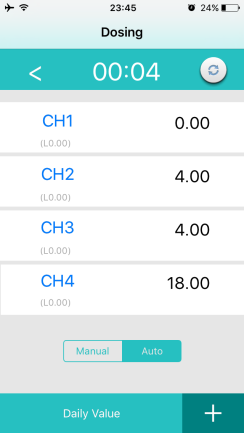 23:45 24%
Dosing
< 00:04
CH1 0.00
(L0.00)
CH2 4.00
(L0.00)
CH3 4.00
(L0.00)
CH4 18.00
(L0.00)
Manual Auto
Daily Value +